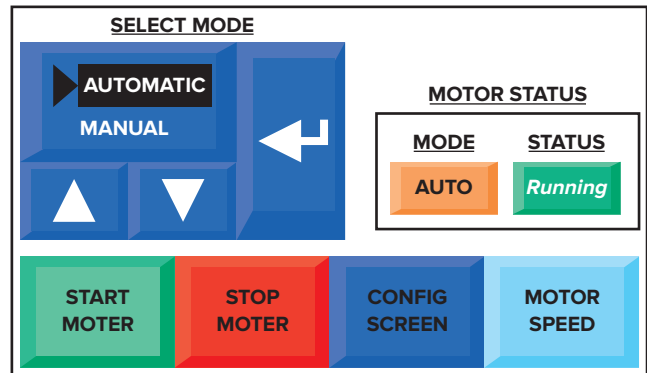 SELECT MODE
AUTOMATIC
MANUAL
MOTOR STATUS
MODE STATUS
AUTO Running
START MOTER
STOP MOTER
CONFIG SCREEN
MOTOR SPEED